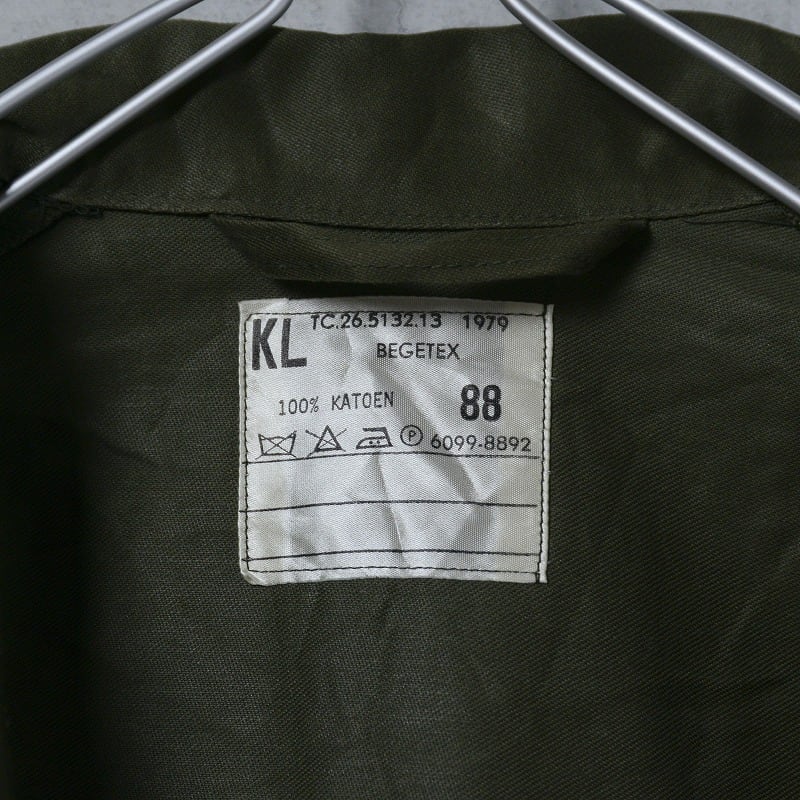 KL TC.26.5132.13 1979
BEGETEX
100% KATOEN 88
P 6099-8892